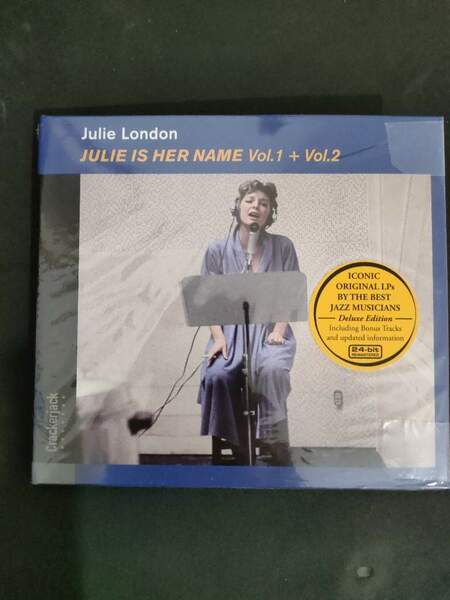 Julie London
JULIE IS HER NAME Vol.1 + Vol.2
ICONIC
ORIGINAL LPs
BY THE BEST
JAZZ MUSICIANS
Deluxe Edition
Including Bonus Tracks
and updated information
24-bit
REMASTERED
Crackerjack